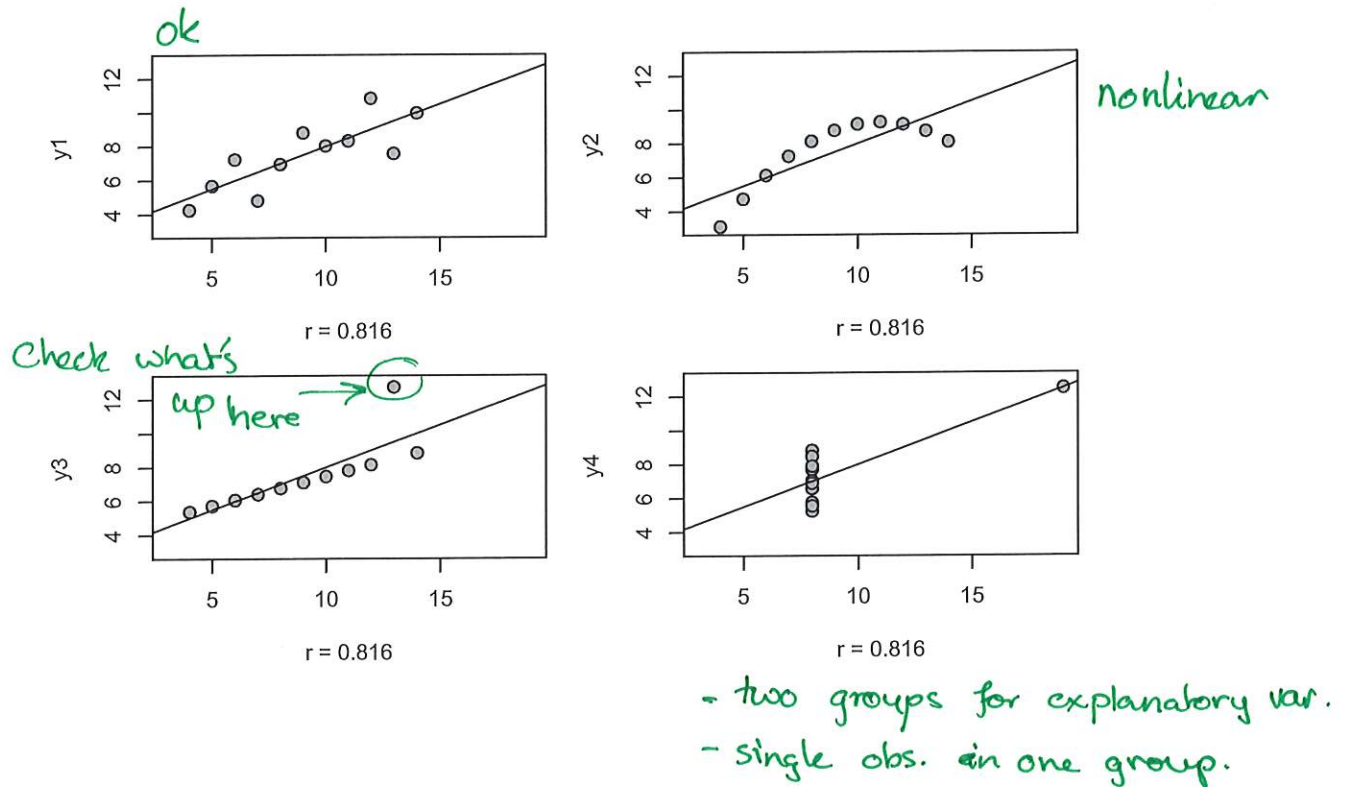 ok
12
8
6
4
y1
5 10 15
r = 0.816
nonlinear
12
8
6
4
y2
5 10 15
r = 0.816
Check what's
up here
12
8
6
4
y3
5 10 15
r = 0.816
12
8
6
4
y4
5 10 15
r = 0.816
- two groups for explanatory var.
- single obs. in one group.